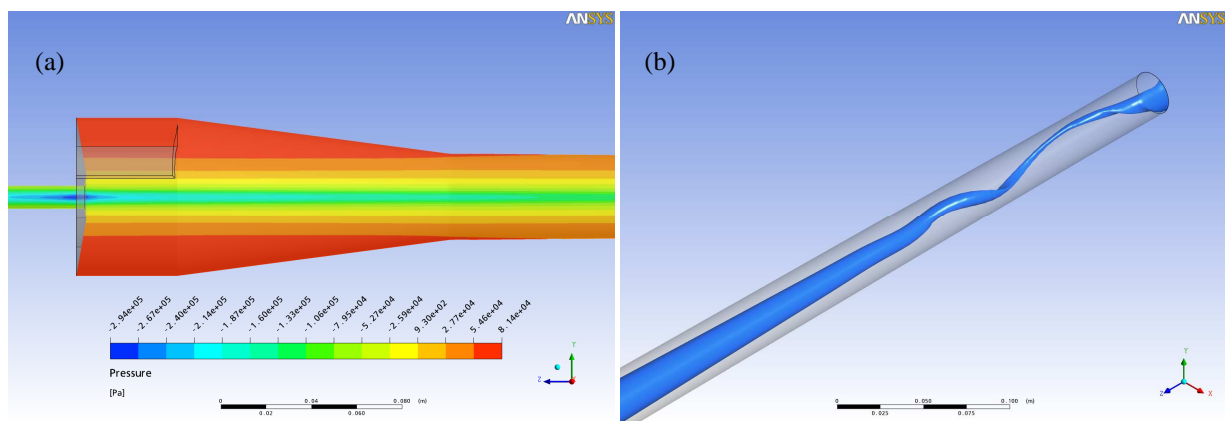 ANSYS
(a)
-2.94e+05
-2.67e+05
-2.40e+05
-2.14e+05
-1.87e+05
-1.60e+05
-1.33e+05
-1.06e+05
-7.95e+04
-5.27e+04
-2.59e+04
9.30e+02
2.77e+04
5.46e+04
8.14e+04
Pressure
[Pa]
0 0.04 0.080 (m)
0.02 0.060
Y
Z X
ANSYS
(b)
0 0.050 0.100 (m)
0.025 0.075
Y
Z X